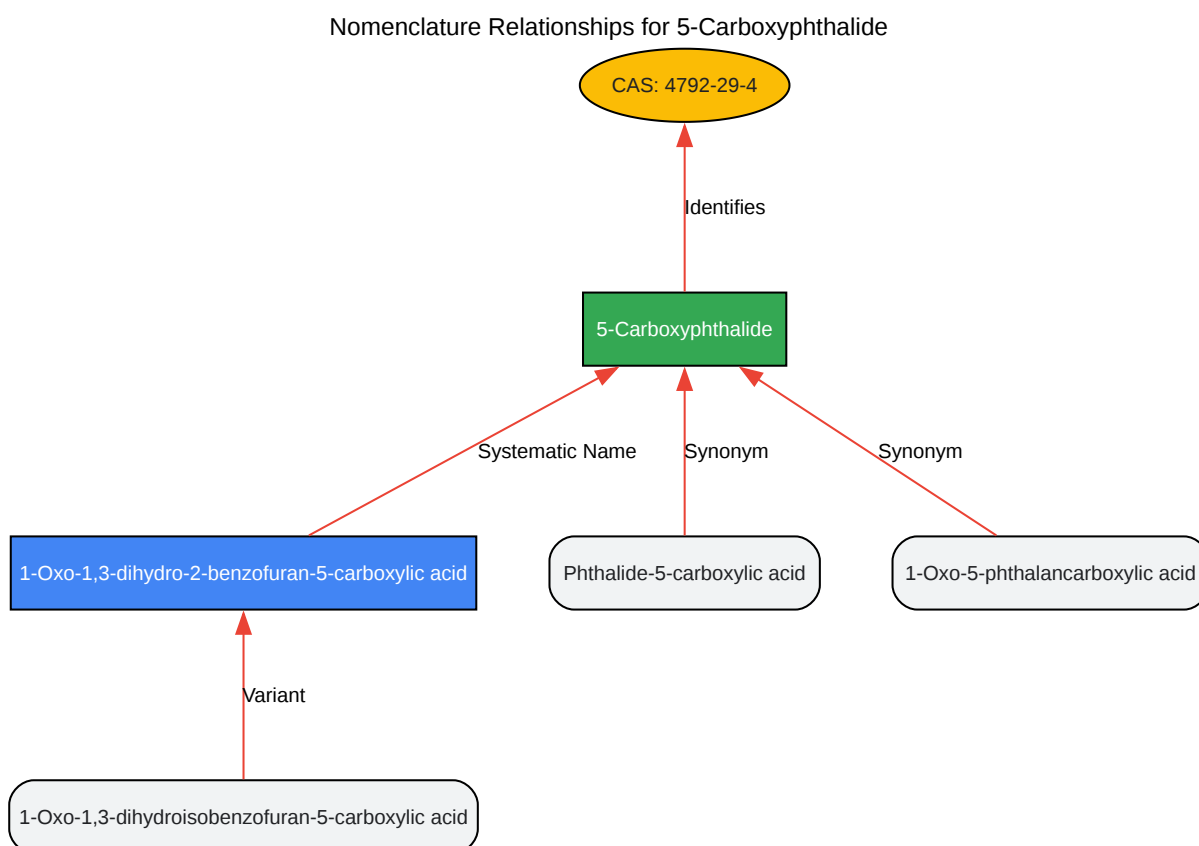 Nomenclature Relationships for 5-Carboxyphthalide
CAS: 4792-29-4
Identifies
5-Carboxyphthalide
Systematic Name
Synonym
Synonym
1-Oxo-1,3-dihydro-2-benzofuran-5-carboxylic acid
Phthalide-5-carboxylic acid
1-Oxo-5-phthalancarboxylic acid
Variant
1-Oxo-1,3-dihydroisobenzofuran-5-carboxylic acid